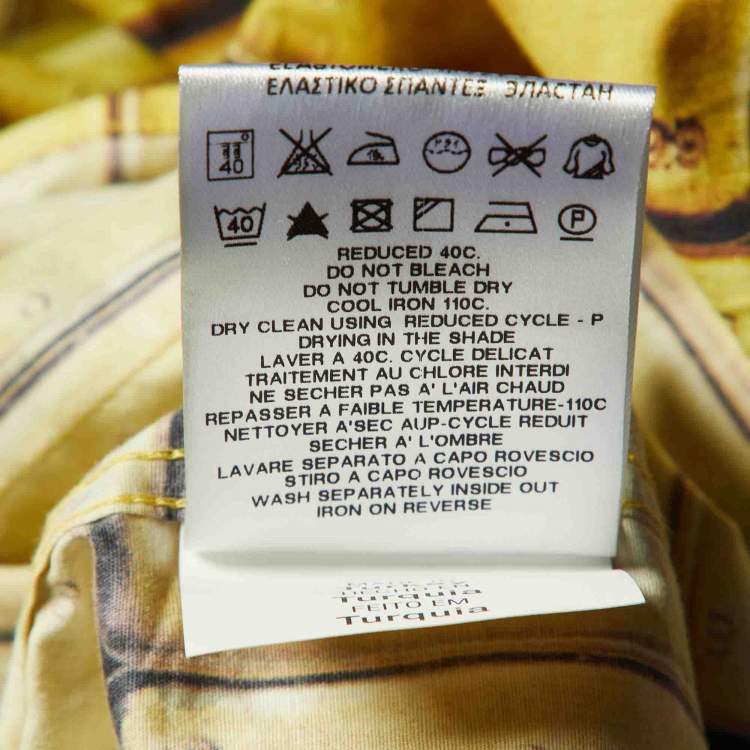 ΕΛΑΣΤΙΚΟ ΣΠΑΝΤΕΞ ЭЛАСТАН
40
40 P
REDUCED 40C.
DO NOT BLEACH
DO NOT TUMBLE DRY
COOL IRON 110C.
DRY CLEAN USING REDUCED CYCLE - P
DRYING IN THE SHADE
LAVER A 40C. CYCLE DELICAT
TRAITEMENT AU CHLORE INTERDI
NE SECHER PAS A' L'AIR CHAUD
REPASSER A FAIBLE TEMPERATURE-110C
NETTOYER A'SEC AUP-CYCLE REDUIT
SECHER A' L'OMBRE
LAVARE SEPARATO A CAPO ROVESCIO
STIRO A CAPO ROVESCIO
WASH SEPARATELY INSIDE OUT
IRON ON REVERSE
Turquia
FEITO EM
Turquia